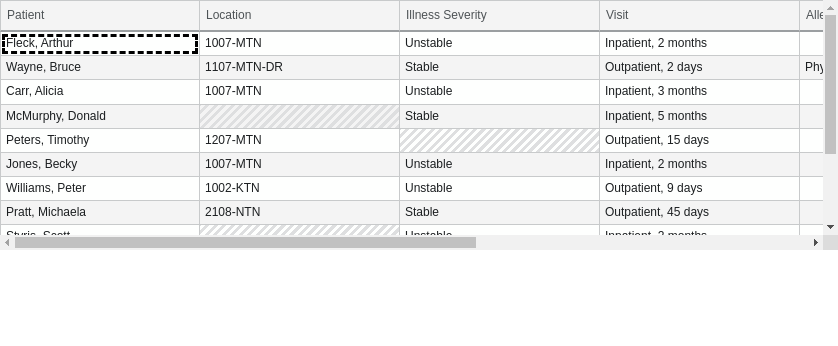 Patient Location Illness Severity Visit Alle
Fleck, Arthur 1007-MTN Unstable Inpatient, 2 months
Wayne, Bruce 1107-MTN-DR Stable Outpatient, 2 days Phy
Carr, Alicia 1007-MTN Unstable Inpatient, 3 months
McMurphy, Donald Stable Inpatient, 5 months
Peters, Timothy 1207-MTN Outpatient, 15 days
Jones, Becky 1007-MTN Unstable Inpatient, 2 months
Williams, Peter 1002-KTN Unstable Outpatient, 9 days
Pratt, Michaela 2108-NTN Stable Outpatient, 45 days
Unstable Inpatient, 2 months